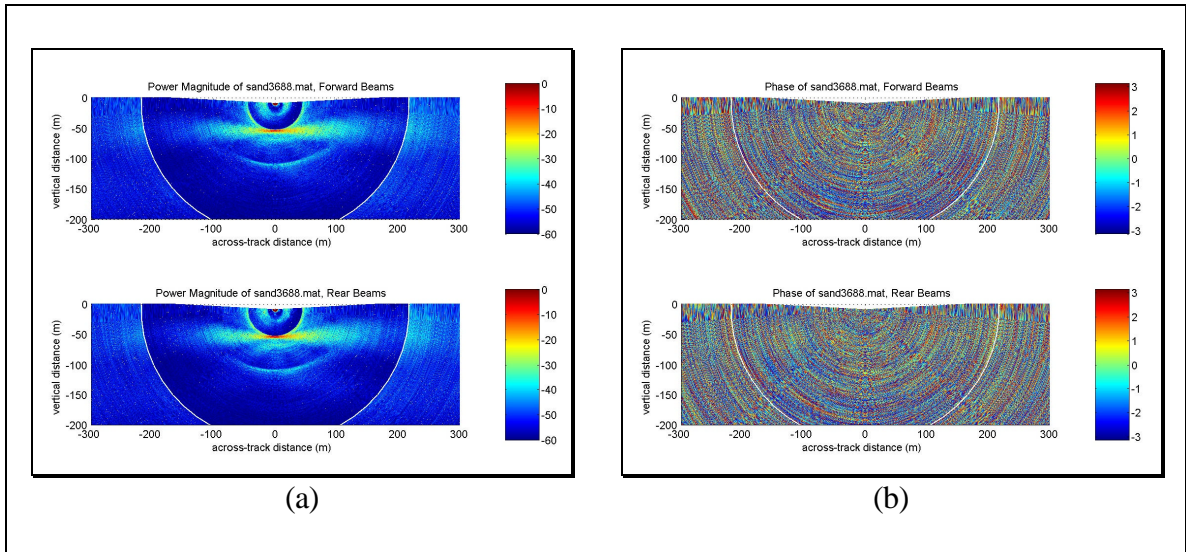 Power Magnitude of sand3688.mat, Forward Beams
0
-50
-100
-150
-200
vertical distance (m)
-300 -200 -100 0 100 200 300
across-track distance (m)
0
-10
-20
-30
-40
-50
-60
Power Magnitude of sand3688.mat, Rear Beams
0
-50
-100
-150
-200
vertical distance (m)
-300 -200 -100 0 100 200 300
across-track distance (m)
0
-10
-20
-30
-40
-50
-60
(a)
Phase of sand3688.mat, Forward Beams
0
-50
-100
-150
-200
vertical distance (m)
-300 -200 -100 0 100 200 300
across-track distance (m)
3
2
1
0
-1
-2
-3
Phase of sand3688.mat, Rear Beams
0
-50
-100
-150
-200
vertical distance (m)
-300 -200 -100 0 100 200 300
across-track distance (m)
3
2
1
0
-1
-2
-3
(b)